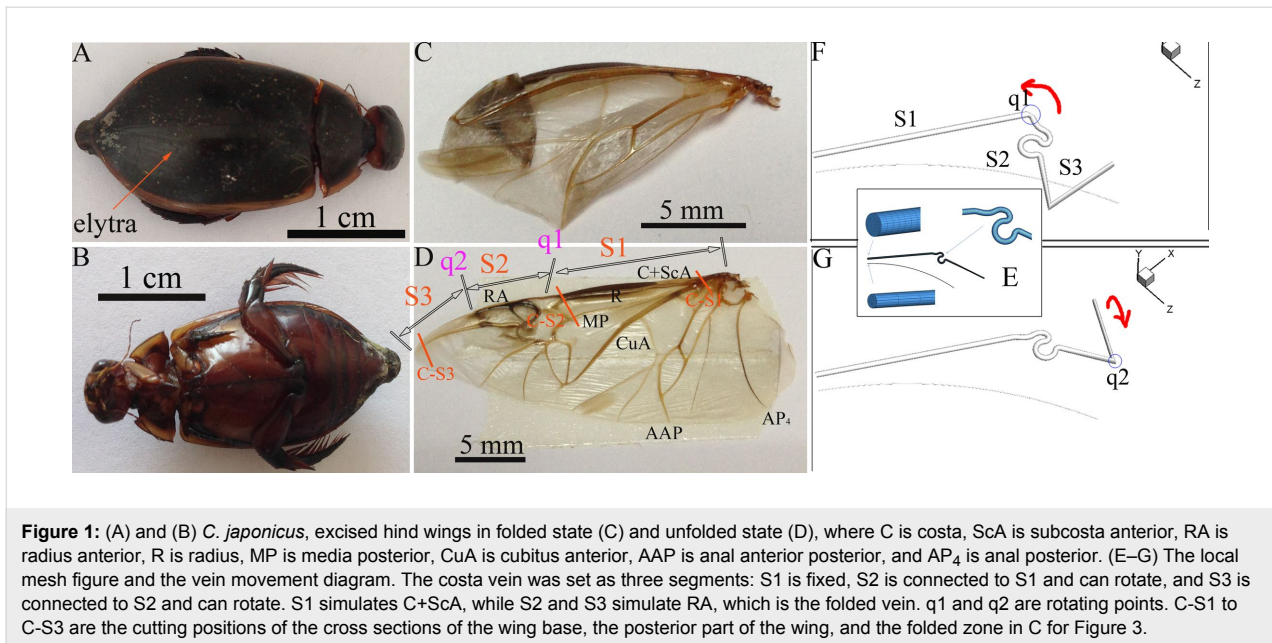 A
elytra
1 cm
B
1 cm
C
5 mm
q1
S1
q2
D
S2
C+ScA
S3
RA
R
C-S1
C-S2
MP
CuA
C-S3
AP4
AAP
5 mm
F
Z
q1
S1
S2
S3
E
G
Y
X
Z
q2
Figure 1: (A) and (B) C. japonicus, excised hind wings in folded state (C) and unfolded state (D), where C is costa, ScA is subcosta anterior, RA is
radius anterior, R is radius, MP is media posterior, CuA is cubitus anterior, AAP is anal anterior posterior, and AP4 is anal posterior. (E–G) The local
mesh figure and the vein movement diagram. The costa vein was set as three segments: S1 is fixed, S2 is connected to S1 and can rotate, and S3 is
connected to S2 and can rotate. S1 simulates C+ScA, while S2 and S3 simulate RA, which is the folded vein. q1 and q2 are rotating points. C-S1 to
C-S3 are the cutting positions of the cross sections of the wing base, the posterior part of the wing, and the folded zone in C for Figure 3.